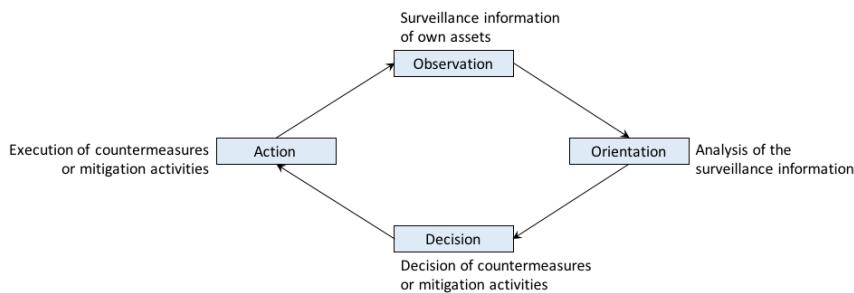 Surveillance information
of own assets
Observation
Execution of countermeasures
or mitigation activities
Action
Orientation
Analysis of the
surveillance information
Decision
Decision of countermeasures
or mitigation activities